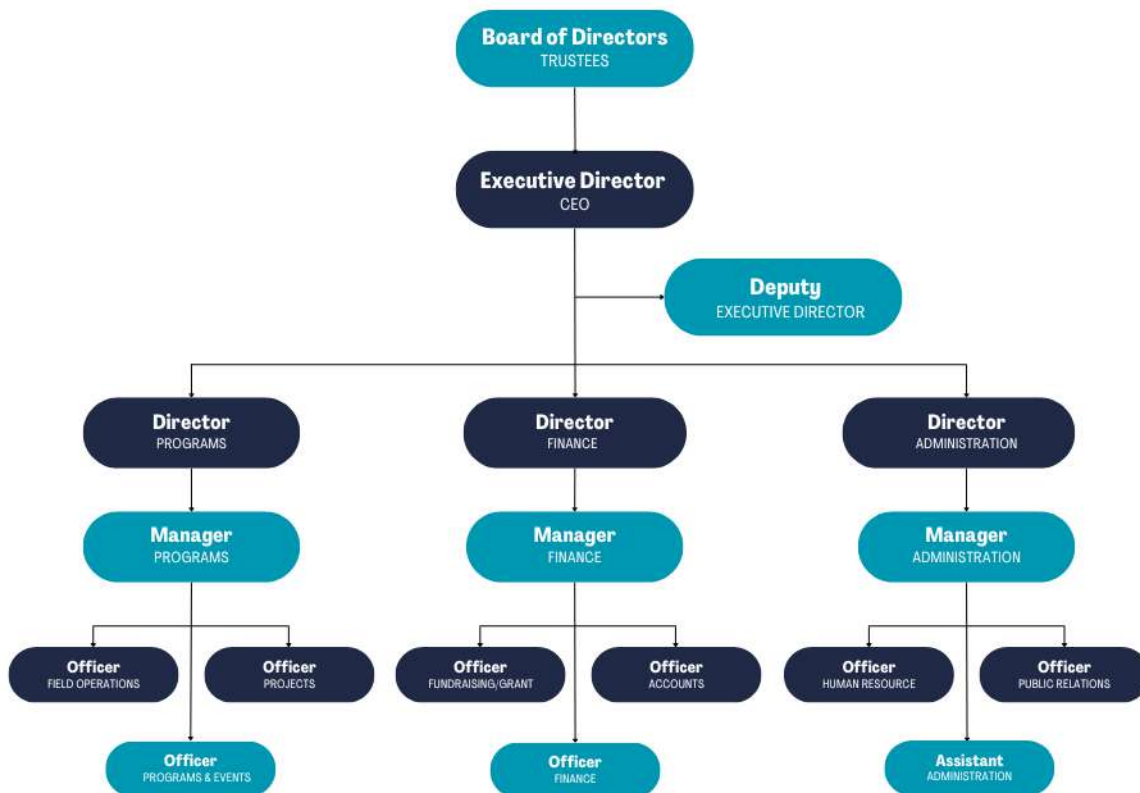 Board of Directors
TRUSTEES
Executive Director
CEO
Deputy
EXECUTIVE DIRECTOR
Director
PROGRAMS
Director
FINANCE
Director
ADMINISTRATION
Manager
PROGRAMS
Manager
FINANCE
Manager
ADMINISTRATION
Officer
FIELD OPERATIONS
Officer
PROJECTS
Officer
FUNDRAISING/GRANT
Officer
ACCOUNTS
Officer
HUMAN RESOURCE
Officer
PUBLIC RELATIONS
Officer
PROGRAMS & EVENTS
Officer
FINANCE
Assistant
ADMINISTRATION